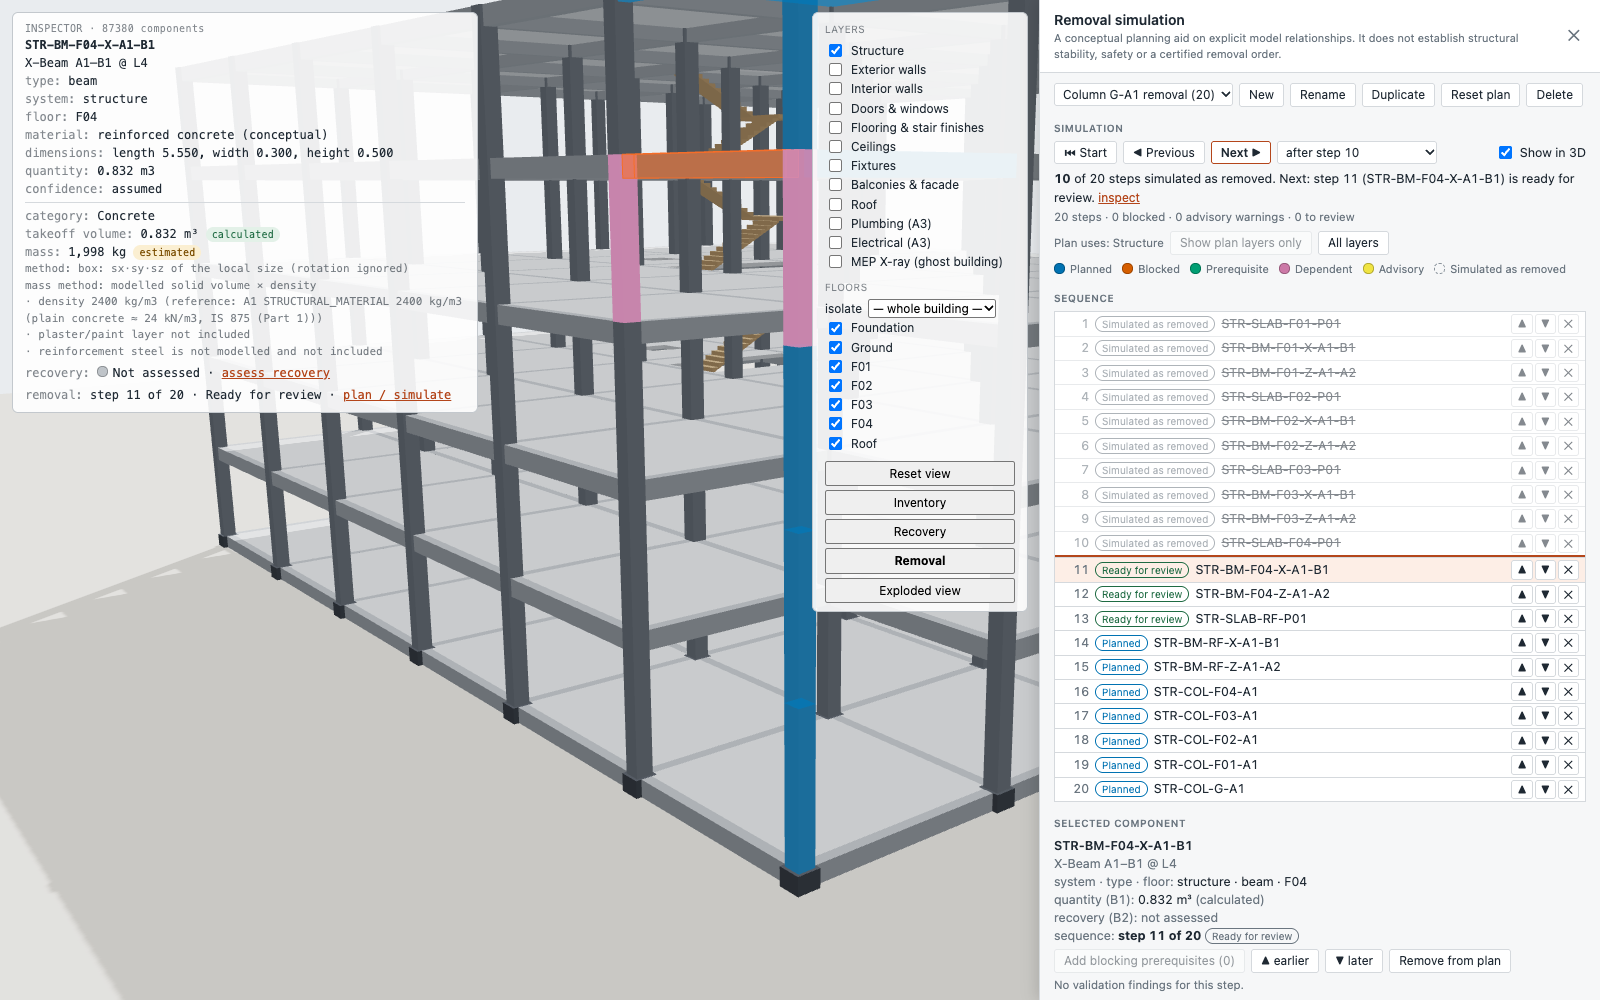 INSPECTOR · 87380 components
STR-BM-F04-X-A1-B1
X-Beam A1–B1 @ L4
type: beam
system: structure
floor: F04
material: reinforced concrete (conceptual)
dimensions: length 5.550, width 0.300, height 0.500
quantity: 0.832 m3
confidence: assumed
category: Concrete
takeoff volume: 0.832 m³ calculated
mass: 1,998 kg estimated
method: box: sx·sy·sz of the local size (rotation ignored)
mass method: modelled solid volume × density
· density 2400 kg/m3 (reference: A1 STRUCTURAL_MATERIAL 2400 kg/m3
(plain concrete ≈ 24 kN/m3, IS 875 (Part 1)))
· plaster/paint layer not included
· reinforcement steel is not modelled and not included
recovery: Not assessed · assess recovery
removal: step 11 of 20 · Ready for review · plan / simulate
LAYERS
Structure
Exterior walls
Interior walls
Doors & windows
Flooring & stair finishes
Ceilings
Fixtures
Balconies & facade
Roof
Plumbing (A3)
Electrical (A3)
MEP X-ray (ghost building)
FLOORS
isolate — whole building —
Foundation
Ground
F01
F02
F03
F04
Roof
Reset view
Inventory
Recovery
Removal
Exploded view
Removal simulation
A conceptual planning aid on explicit model relationships. It does not establish structural
stability, safety or a certified removal order.
Column G-A1 removal (20) New Rename Duplicate Reset plan Delete
SIMULATION
⏮ Start ◀ Previous Next ▶ after step 10 Show in 3D
10 of 20 steps simulated as removed. Next: step 11 (STR-BM-F04-X-A1-B1) is ready for
review. inspect
20 steps · 0 blocked · 0 advisory warnings · 0 to review
Plan uses: Structure Show plan layers only All layers
Planned Blocked Prerequisite Dependent Advisory Simulated as removed
SEQUENCE
1 Simulated as removed STR-SLAB-F01-P01 ▲ ▼ ✕
2 Simulated as removed STR-BM-F01-X-A1-B1 ▲ ▼ ✕
3 Simulated as removed STR-BM-F01-Z-A1-A2 ▲ ▼ ✕
4 Simulated as removed STR-SLAB-F02-P01 ▲ ▼ ✕
5 Simulated as removed STR-BM-F02-X-A1-B1 ▲ ▼ ✕
6 Simulated as removed STR-BM-F02-Z-A1-A2 ▲ ▼ ✕
7 Simulated as removed STR-SLAB-F03-P01 ▲ ▼ ✕
8 Simulated as removed STR-BM-F03-X-A1-B1 ▲ ▼ ✕
9 Simulated as removed STR-BM-F03-Z-A1-A2 ▲ ▼ ✕
10 Simulated as removed STR-SLAB-F04-P01 ▲ ▼ ✕
11 Ready for review STR-BM-F04-X-A1-B1 ▲ ▼ ✕
12 Ready for review STR-BM-F04-Z-A1-A2 ▲ ▼ ✕
13 Ready for review STR-SLAB-RF-P01 ▲ ▼ ✕
14 Planned STR-BM-RF-X-A1-B1 ▲ ▼ ✕
15 Planned STR-BM-RF-Z-A1-A2 ▲ ▼ ✕
16 Planned STR-COL-F04-A1 ▲ ▼ ✕
17 Planned STR-COL-F03-A1 ▲ ▼ ✕
18 Planned STR-COL-F02-A1 ▲ ▼ ✕
19 Planned STR-COL-F01-A1 ▲ ▼ ✕
20 Planned STR-COL-G-A1 ▲ ▼ ✕
SELECTED COMPONENT
STR-BM-F04-X-A1-B1
X-Beam A1–B1 @ L4
system · type · floor: structure · beam · F04
quantity (B1): 0.832 m³ (calculated)
recovery (B2): not assessed
sequence: step 11 of 20 Ready for review
Add blocking prerequisites (0) ▲ earlier ▼ later Remove from plan
No validation findings for this step.